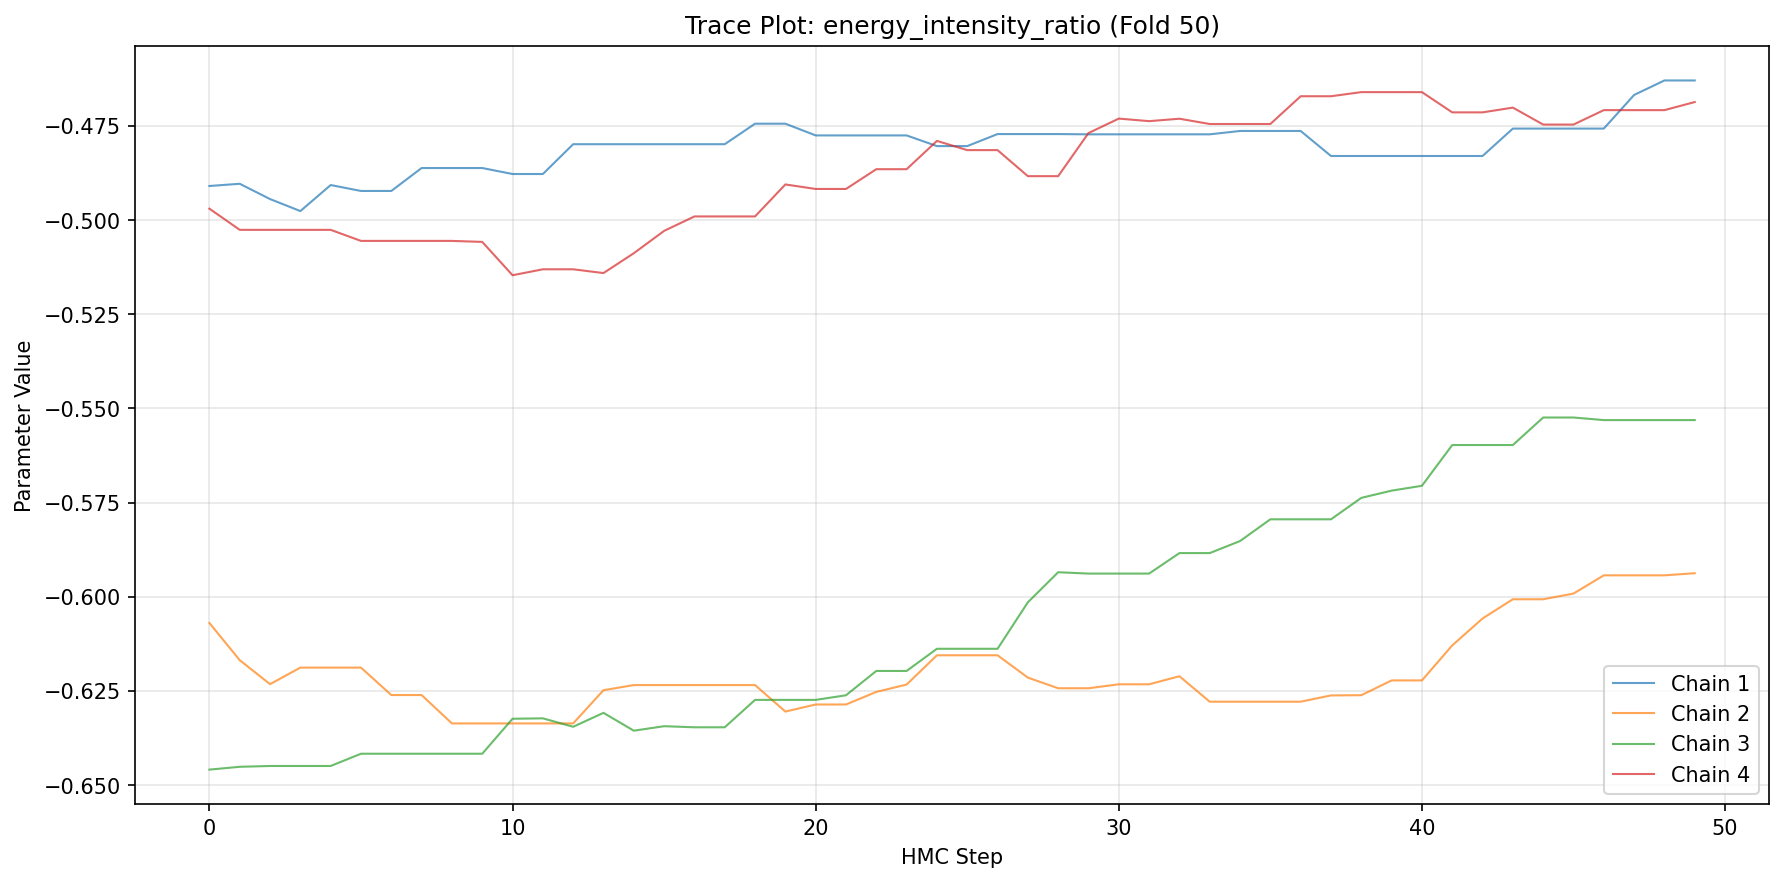 Trace Plot: energy_intensity_ratio (Fold 50)
Parameter Value
−0.475
−0.500
−0.525
−0.550
−0.575
−0.600
−0.625
−0.650
Chain 1
Chain 2
Chain 3
Chain 4
0 10 20 30 40 50
HMC Step